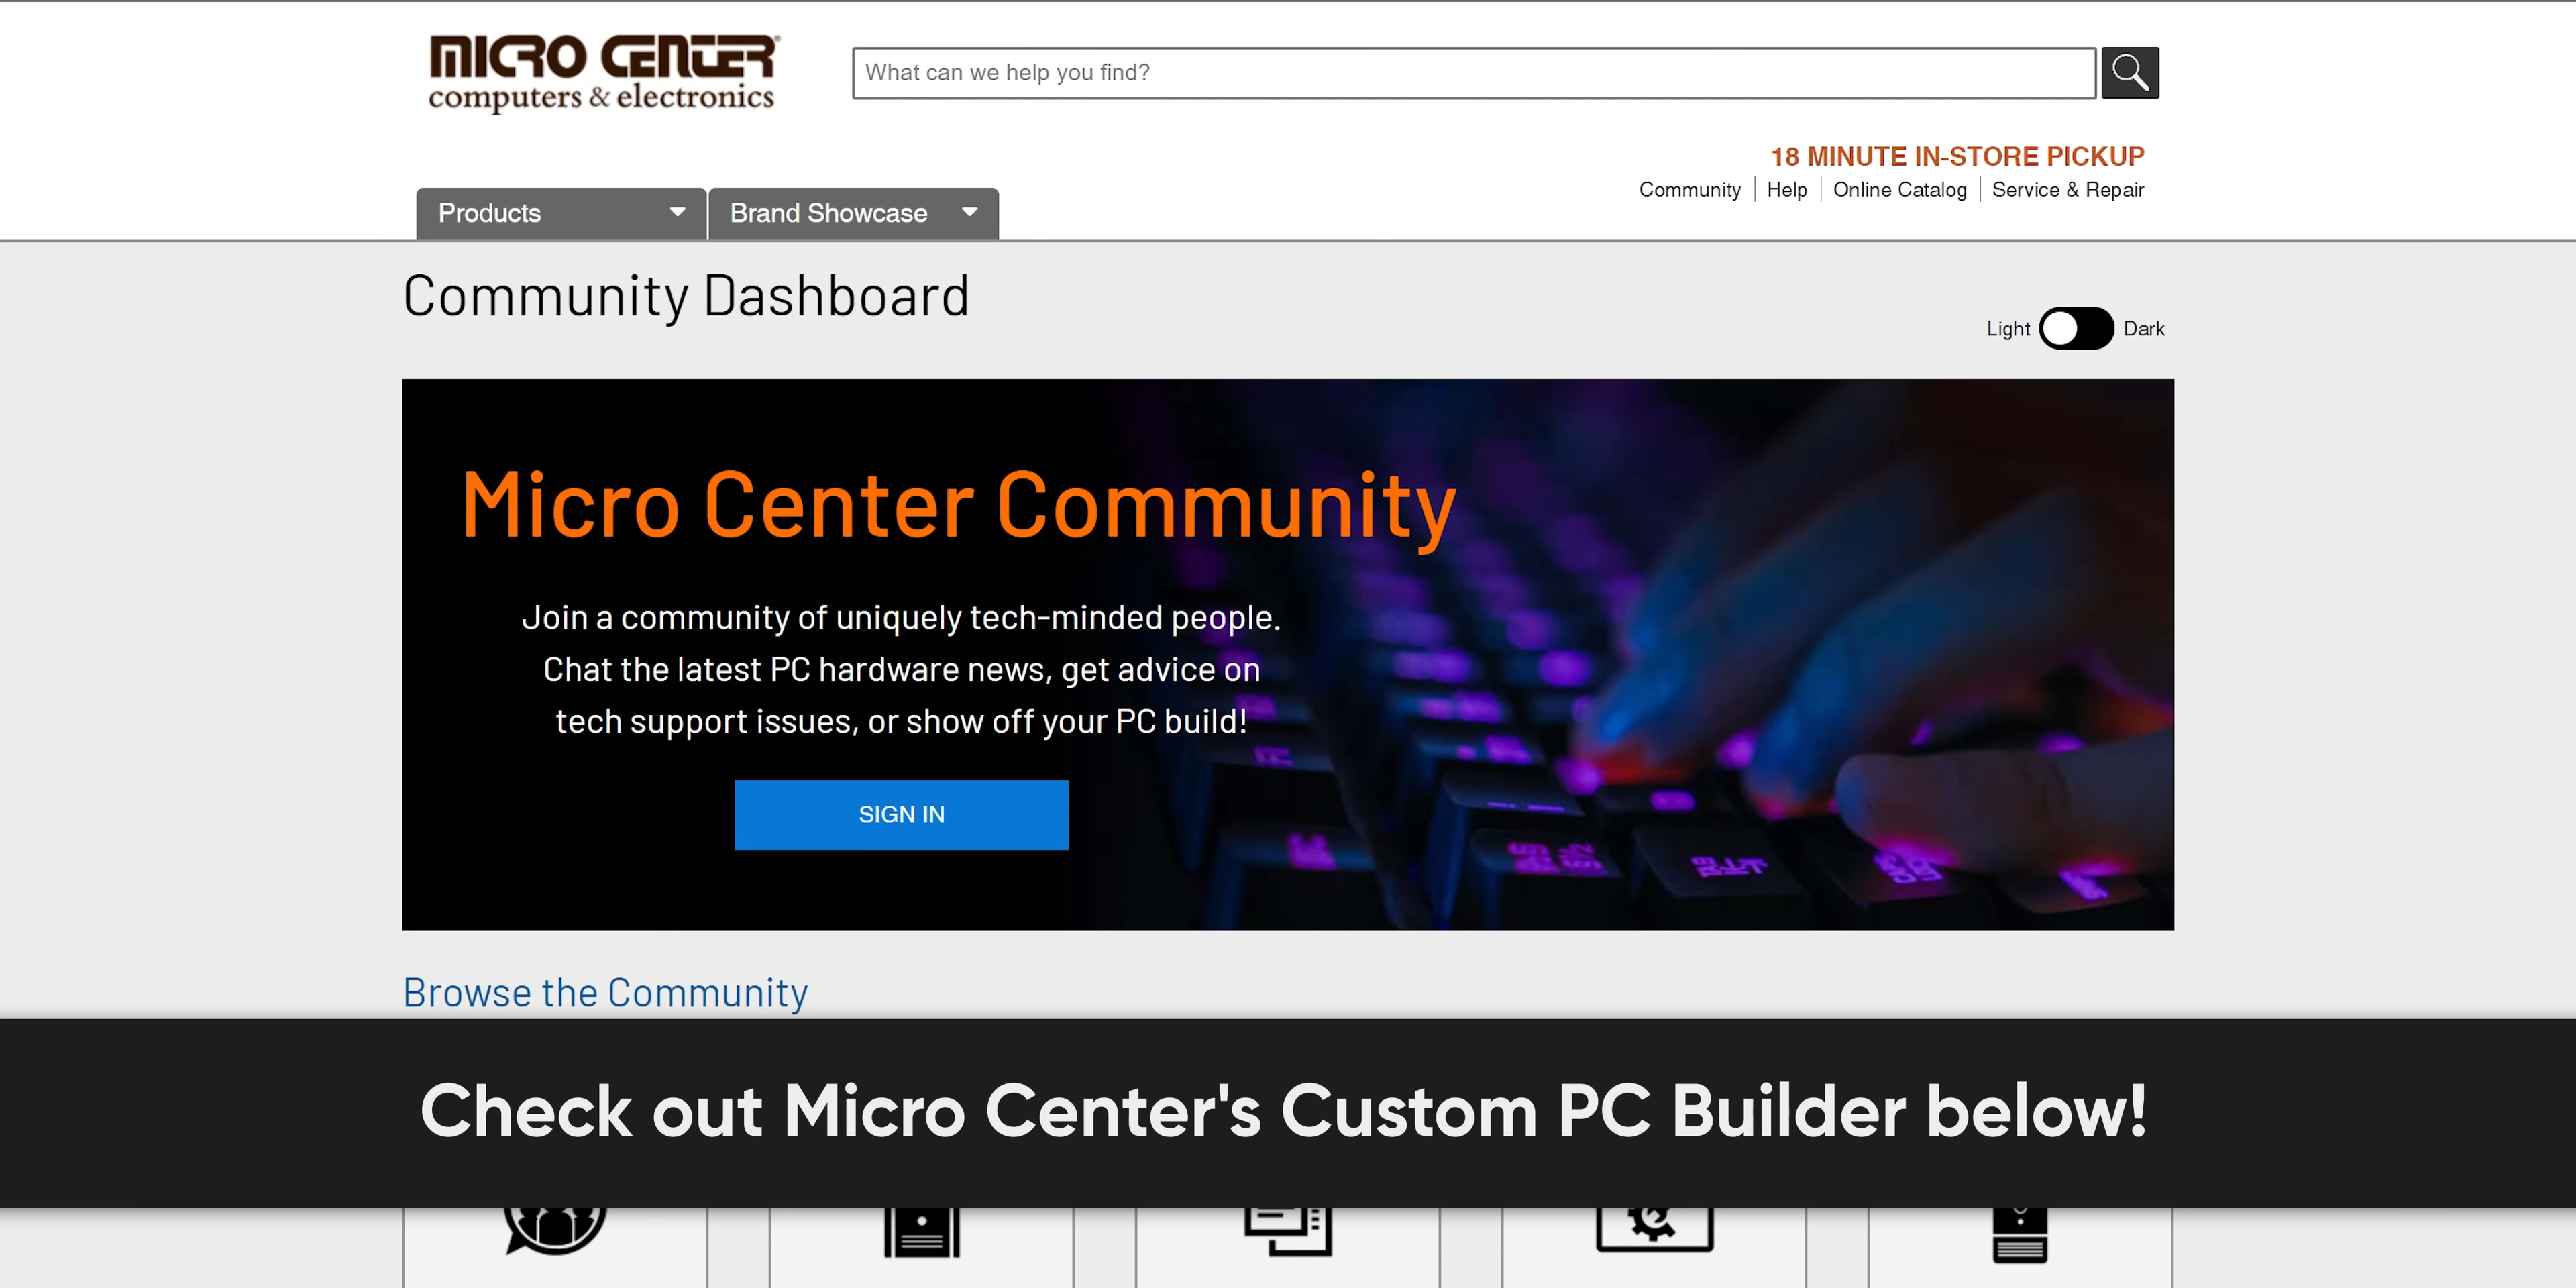 MICRO CENTER
computers & electronics
What can we help you find?
18 MINUTE IN-STORE PICKUP
Community Help Online Catalog Service & Repair
Products Brand Showcase
Community Dashboard
Light Dark
Micro Center Community
Join a community of uniquely tech-minded people.
Chat the latest PC hardware news, get advice on
tech support issues, or show off your PC build!
SIGN IN
Browse the Community
Check out Micro Center's Custom PC Builder below!